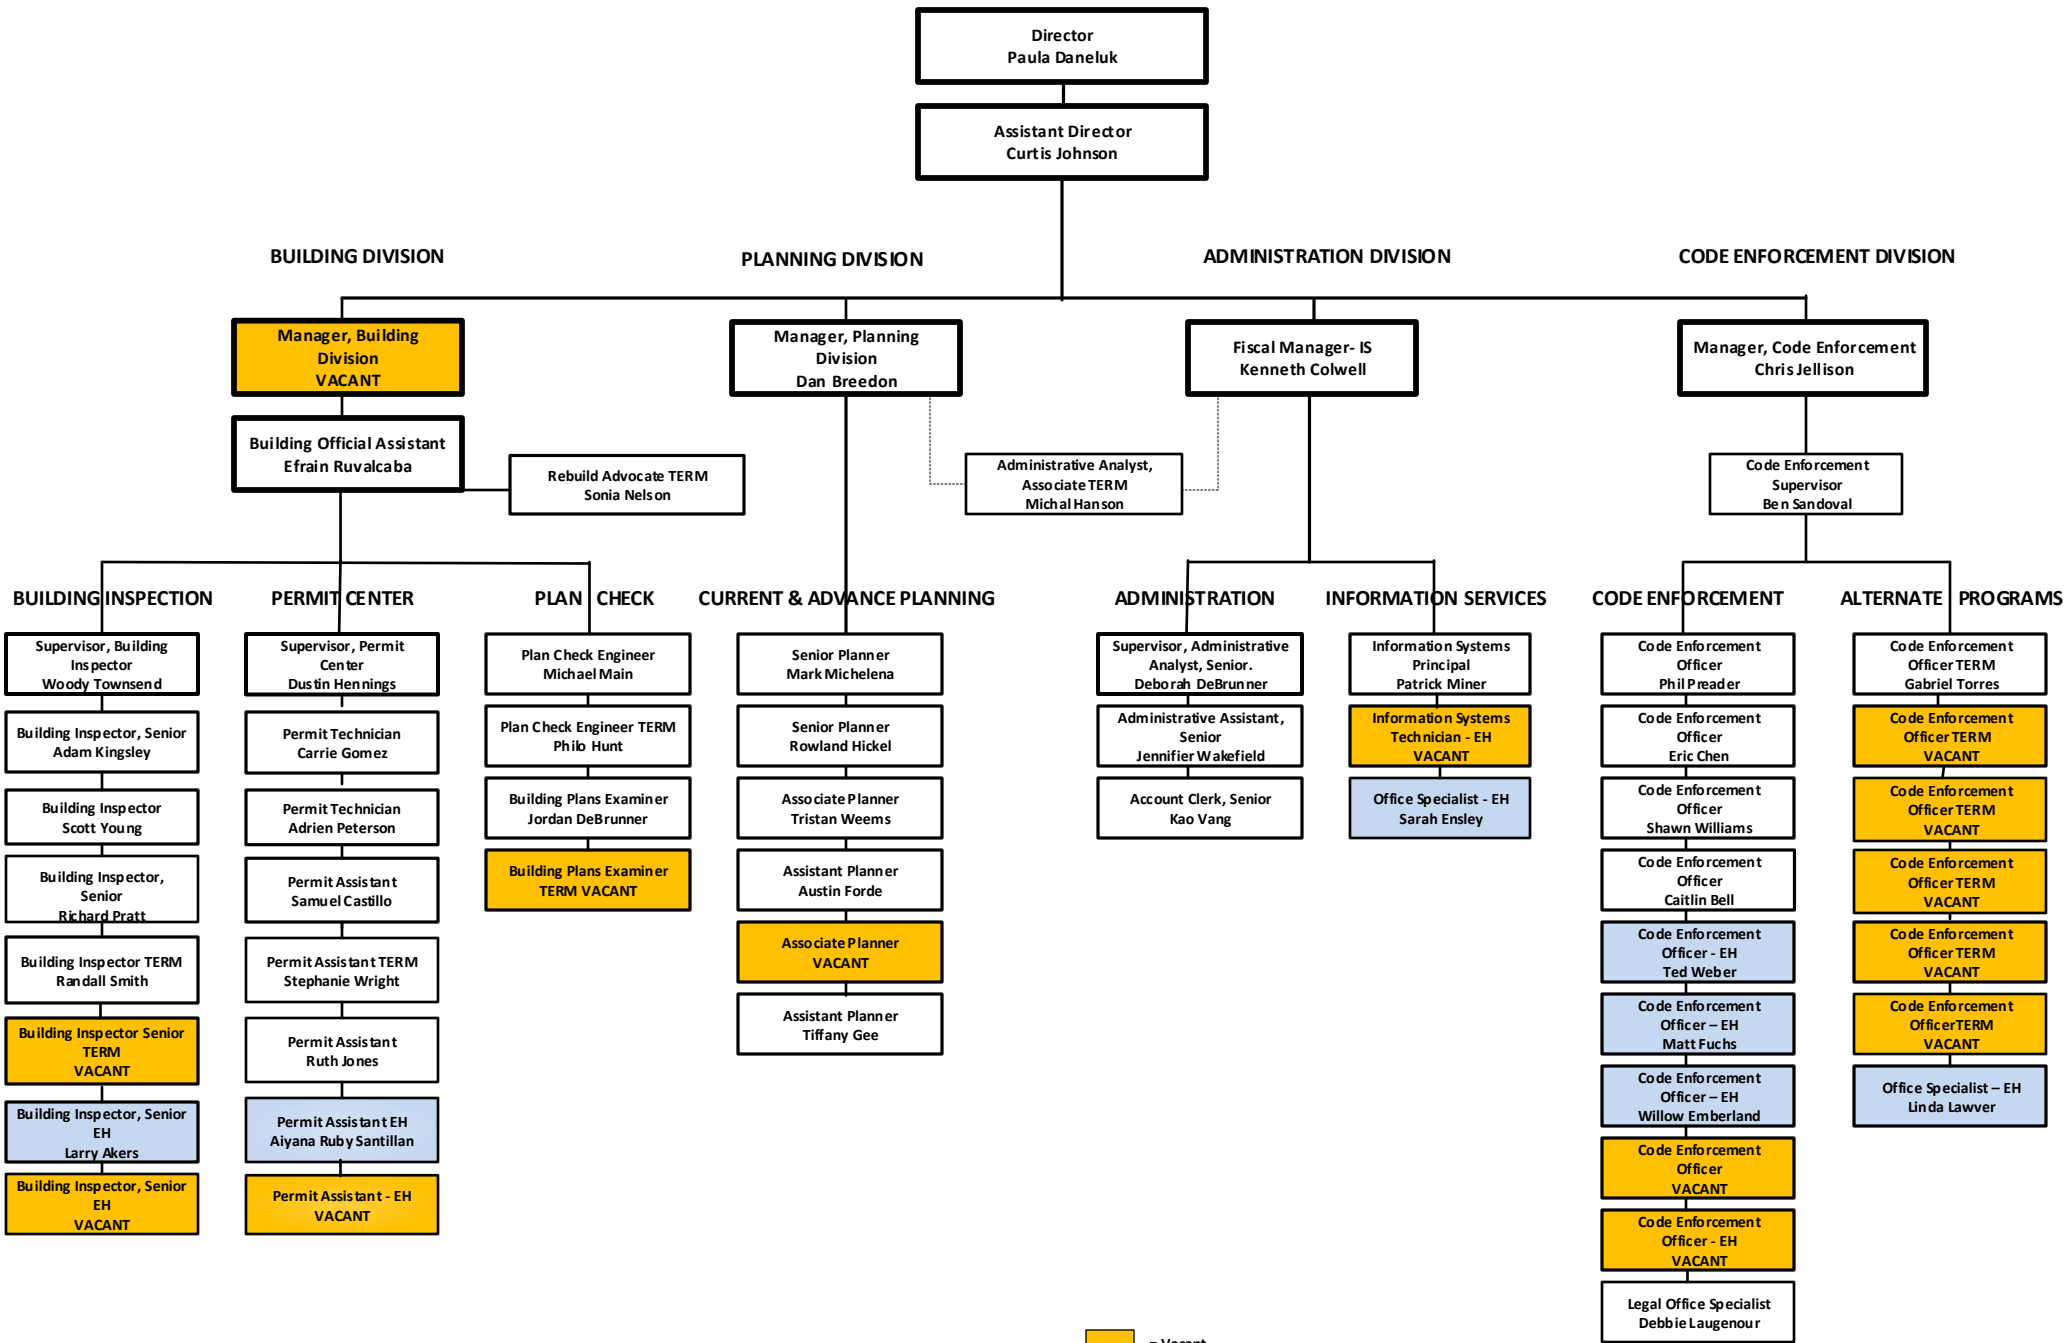 Director
Paula Daneluk
Assistant Director
Curtis Johnson
BUILDING DIVISION
PLANNING DIVISION
ADMINISTRATION DIVISION
CODE ENFORCEMENT DIVISION
Manager, Building
Division
VACANT
Manager, Planning
Division
Dan Breedon
Fiscal Manager- IS
Kenneth Colwell
Manager, Code Enforcement
Chris Jellison
Building Official Assistant
Efrain Ruvalcaba
Rebuild Advocate TERM
Sonia Nelson
Administrative Analyst,
Associate TERM
Michal Hanson
Code Enforcement
Supervisor
Ben Sandoval
BUILDING INSPECTION
Supervisor, Building
Inspector
Woody Townsend
Building Inspector, Senior
Adam Kingsley
Building Inspector
Scott Young
Building Inspector,
Senior
Richard Pratt
Building Inspector TERM
Randall Smith
Building Inspector Senior
TERM
VACANT
Building Inspector, Senior
EH
Larry Akers
Building Inspector, Senior
EH
VACANT
PERMIT CENTER
Supervisor, Permit
Center
Dustin Hennings
Permit Technician
Carrie Gomez
Permit Technician
Adrien Peterson
Permit Assistant
Samuel Castillo
Permit Assistant TERM
Stephanie Wright
Permit Assistant
Ruth Jones
Permit Assistant EH
Aiyana Ruby Santillan
Permit Assistant - EH
VACANT
PLAN CHECK
Plan Check Engineer
Michael Main
Plan Check Engineer TERM
Philo Hunt
Building Plans Examiner
Jordan DeBrunner
Building Plans Examiner
TERM VACANT
CURRENT & ADVANCE PLANNING
Senior Planner
Mark Michelena
Senior Planner
Rowland Hickel
Associate Planner
Tristan Weems
Assistant Planner
Austin Forde
Associate Planner
VACANT
Assistant Planner
Tiffany Gee
ADMINISTRATION
Supervisor, Administrative
Analyst, Senior.
Deborah DeBrunner
Administrative Assistant,
Senior
Jennifier Wakefield
Account Clerk, Senior
Kao Vang
INFORMATION SERVICES
Information Systems
Principal
Patrick Miner
Information Systems
Technician - EH
VACANT
Office Specialist - EH
Sarah Ensley
CODE ENFORCEMENT
Code Enforcement
Officer
Phil Preader
Code Enforcement
Officer
Eric Chen
Code Enforcement
Officer
Shawn Williams
Code Enforcement
Officer
Caitlin Bell
Code Enforcement
Officer - EH
Ted Weber
Code Enforcement
Officer – EH
Matt Fuchs
Code Enforcement
Officer – EH
Willow Emberland
Code Enforcement
Officer
VACANT
Code Enforcement
Officer - EH
VACANT
Legal Office Specialist
Debbie Laugenour
ALTERNATE PROGRAMS
Code Enforcement
Officer TERM
Gabriel Torres
Code Enforcement
Officer TERM
VACANT
Code Enforcement
Officer TERM
VACANT
Code Enforcement
Officer TERM
VACANT
Code Enforcement
Officer TERM
VACANT
Code Enforcement
OfficerTERM
VACANT
Office Specialist – EH
Linda Lawver
= Vacant